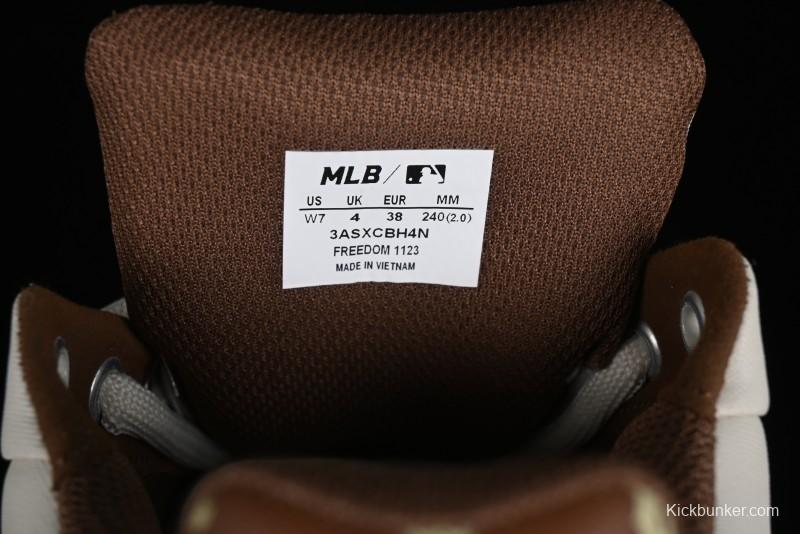 MLB /
US UK EUR MM
W7 4 38 240(2.0)
3ASXCBH4N
FREEDOM 1123
MADE IN VIETNAM
Kickbunker.com